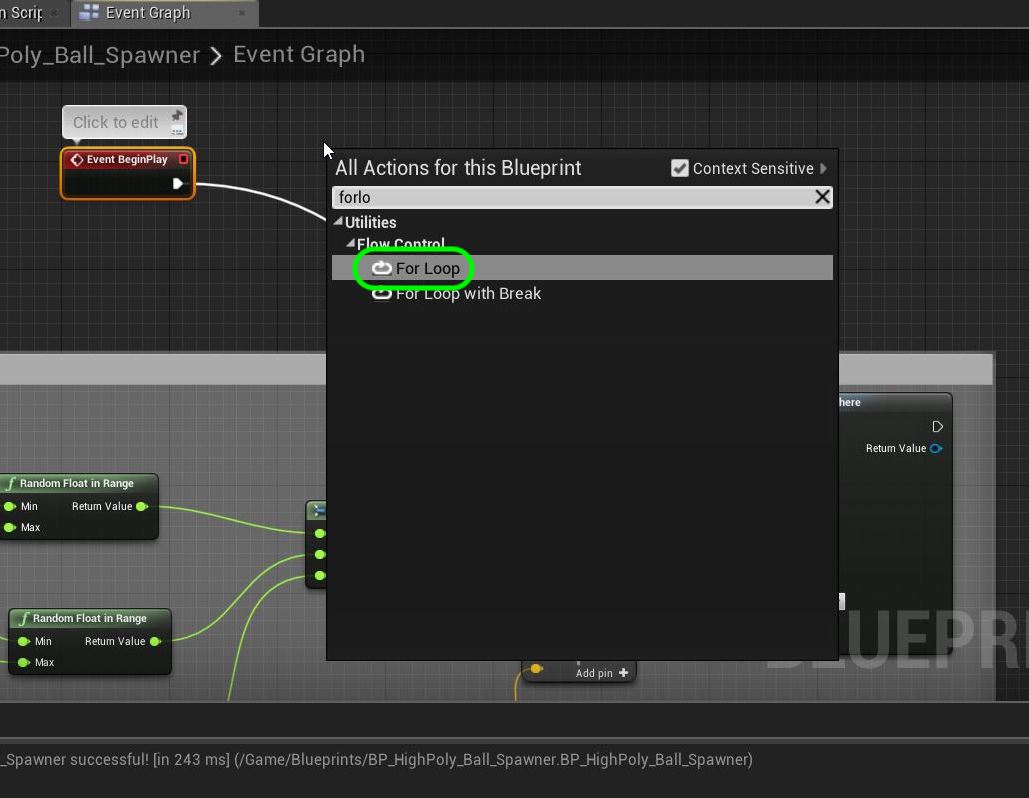 n Scrip
Event Graph
Poly_Ball_Spawner > Event Graph
Click to edit
Event BeginPlay
All Actions for this Blueprint
Context Sensitive
forlo
Utilities
Flow Control
For Loop
For Loop with Break
here
Return Value
Random Float in Range
Min Return Value
Max
Random Float in Range
Min Return Value
Max
Add pin
BLUEPRI
_Spawner successful! [in 243 ms] (/Game/Blueprints/BP_HighPoly_Ball_Spawner.BP_HighPoly_Ball_Spawner)